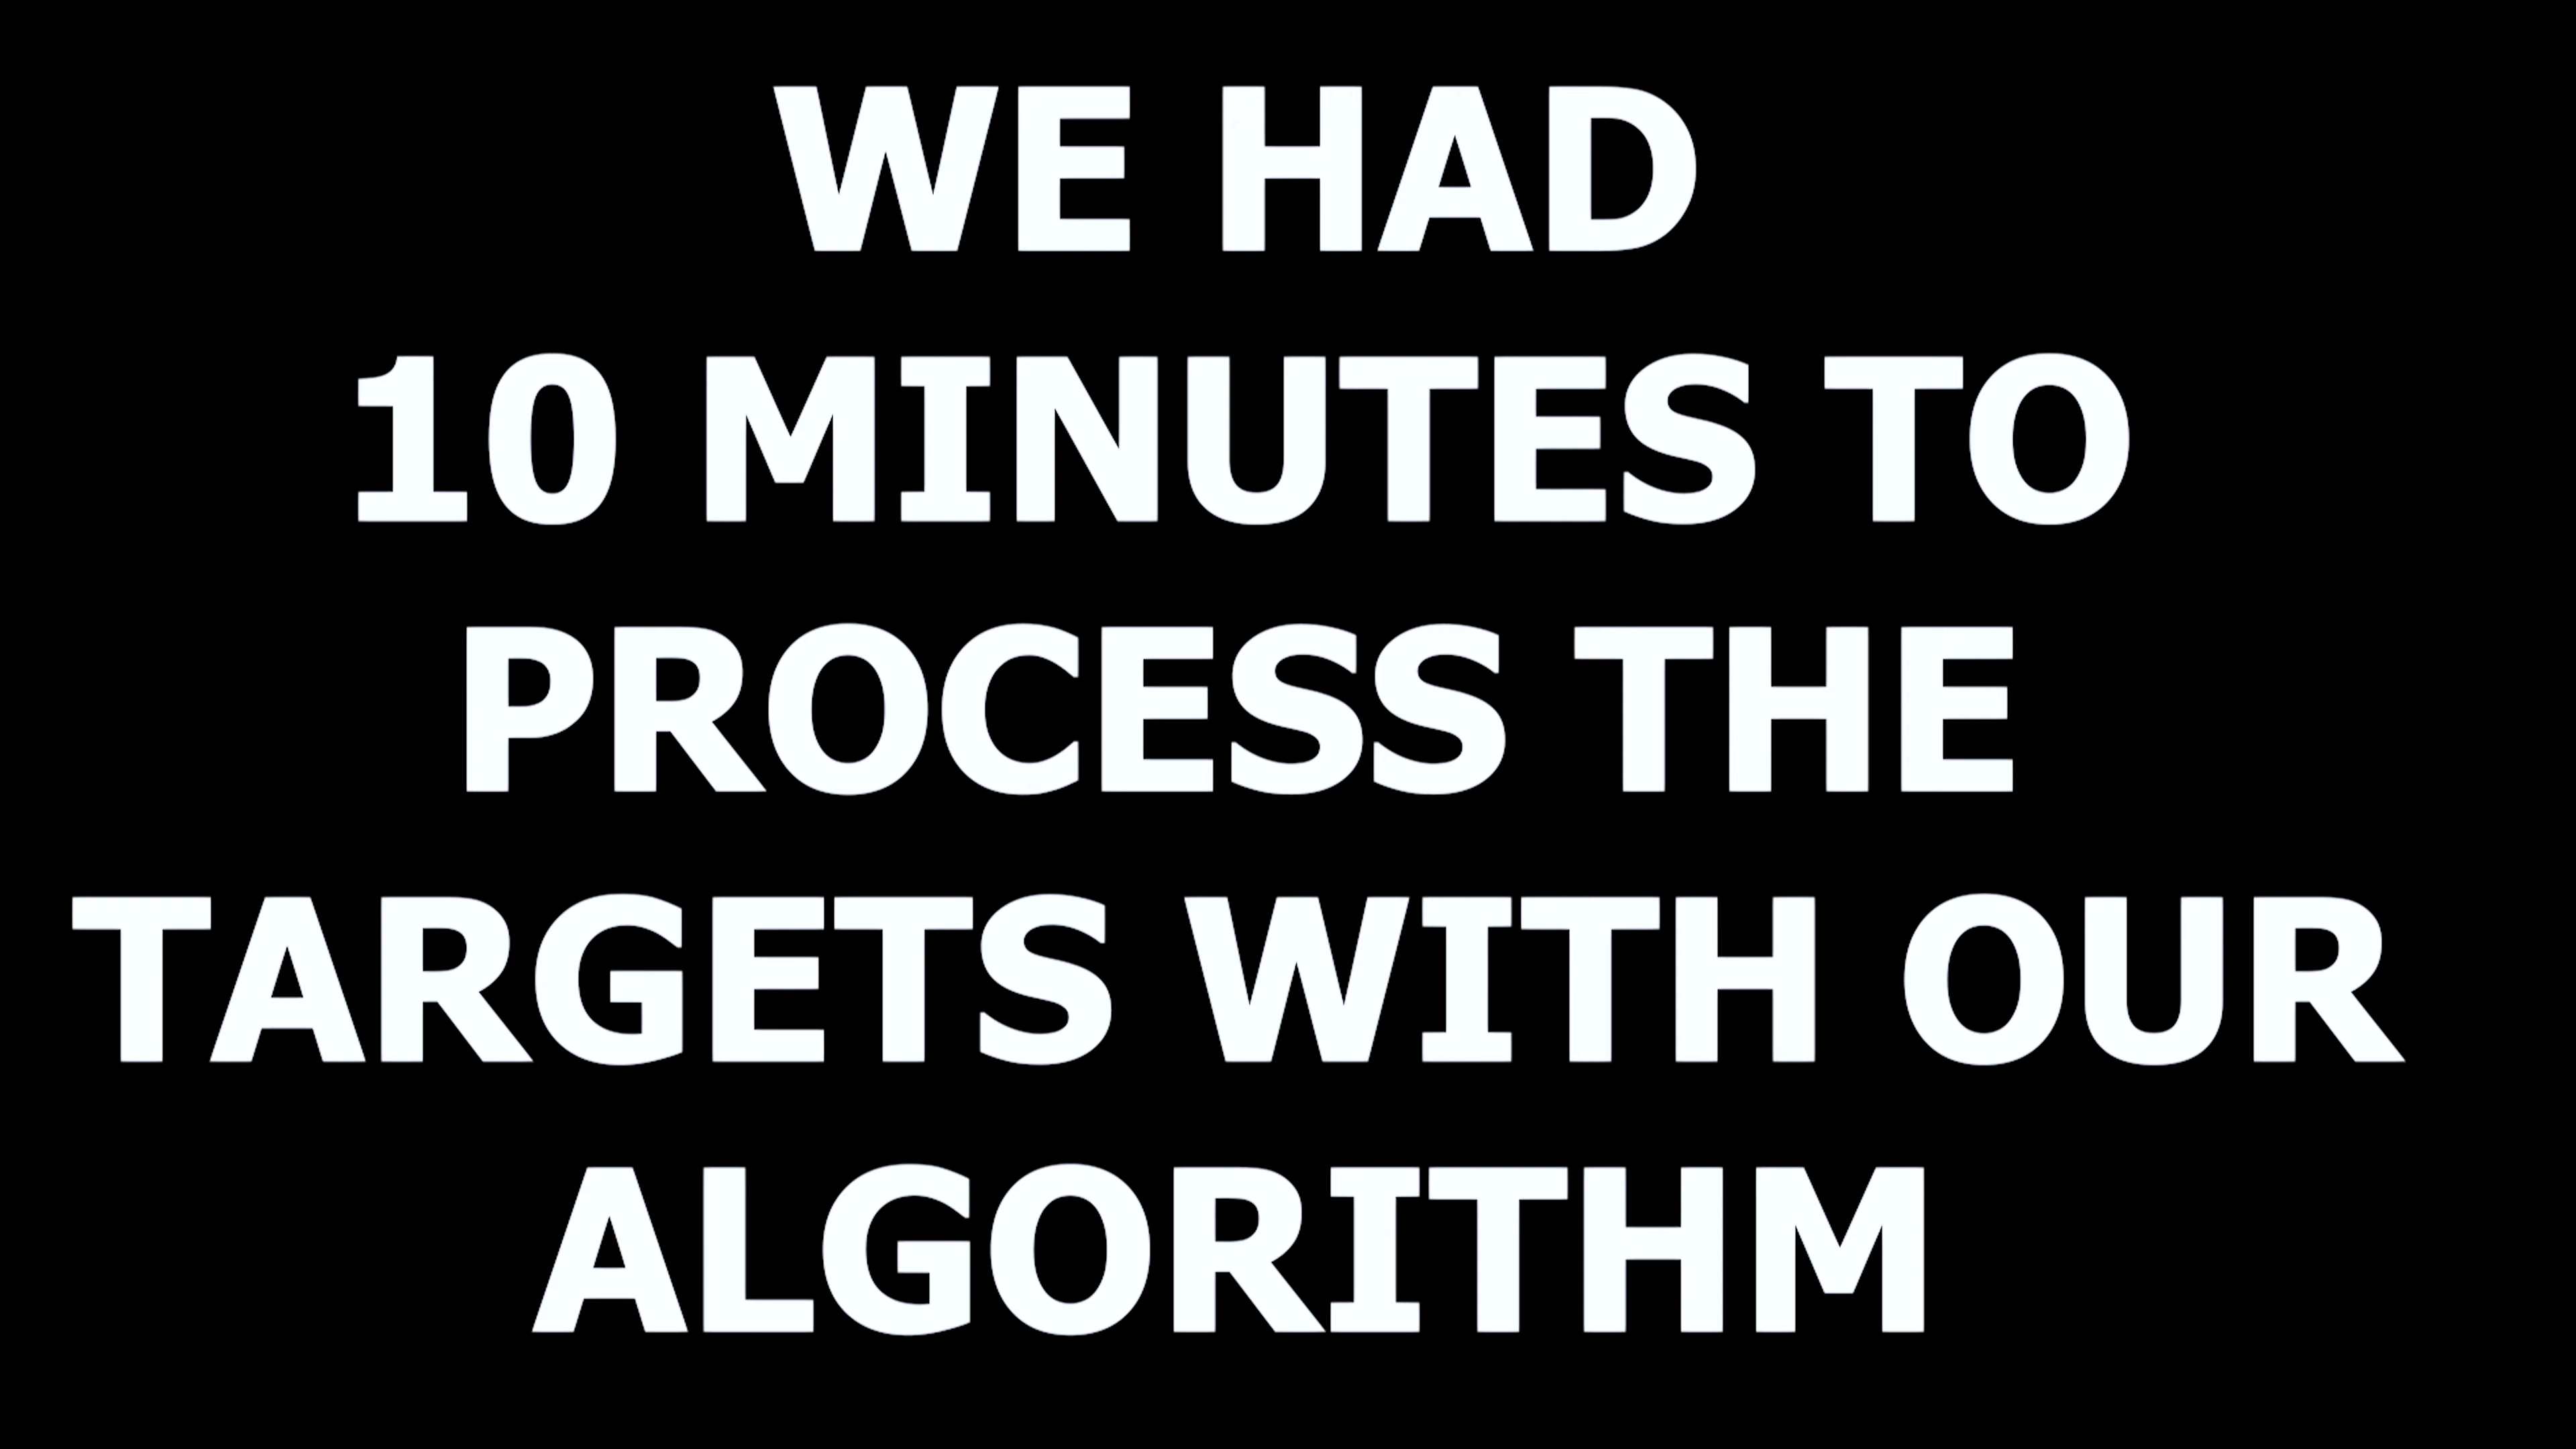 WE HAD
10 MINUTES TO
PROCESS THE
TARGETS WITH OUR
ALGORITHM